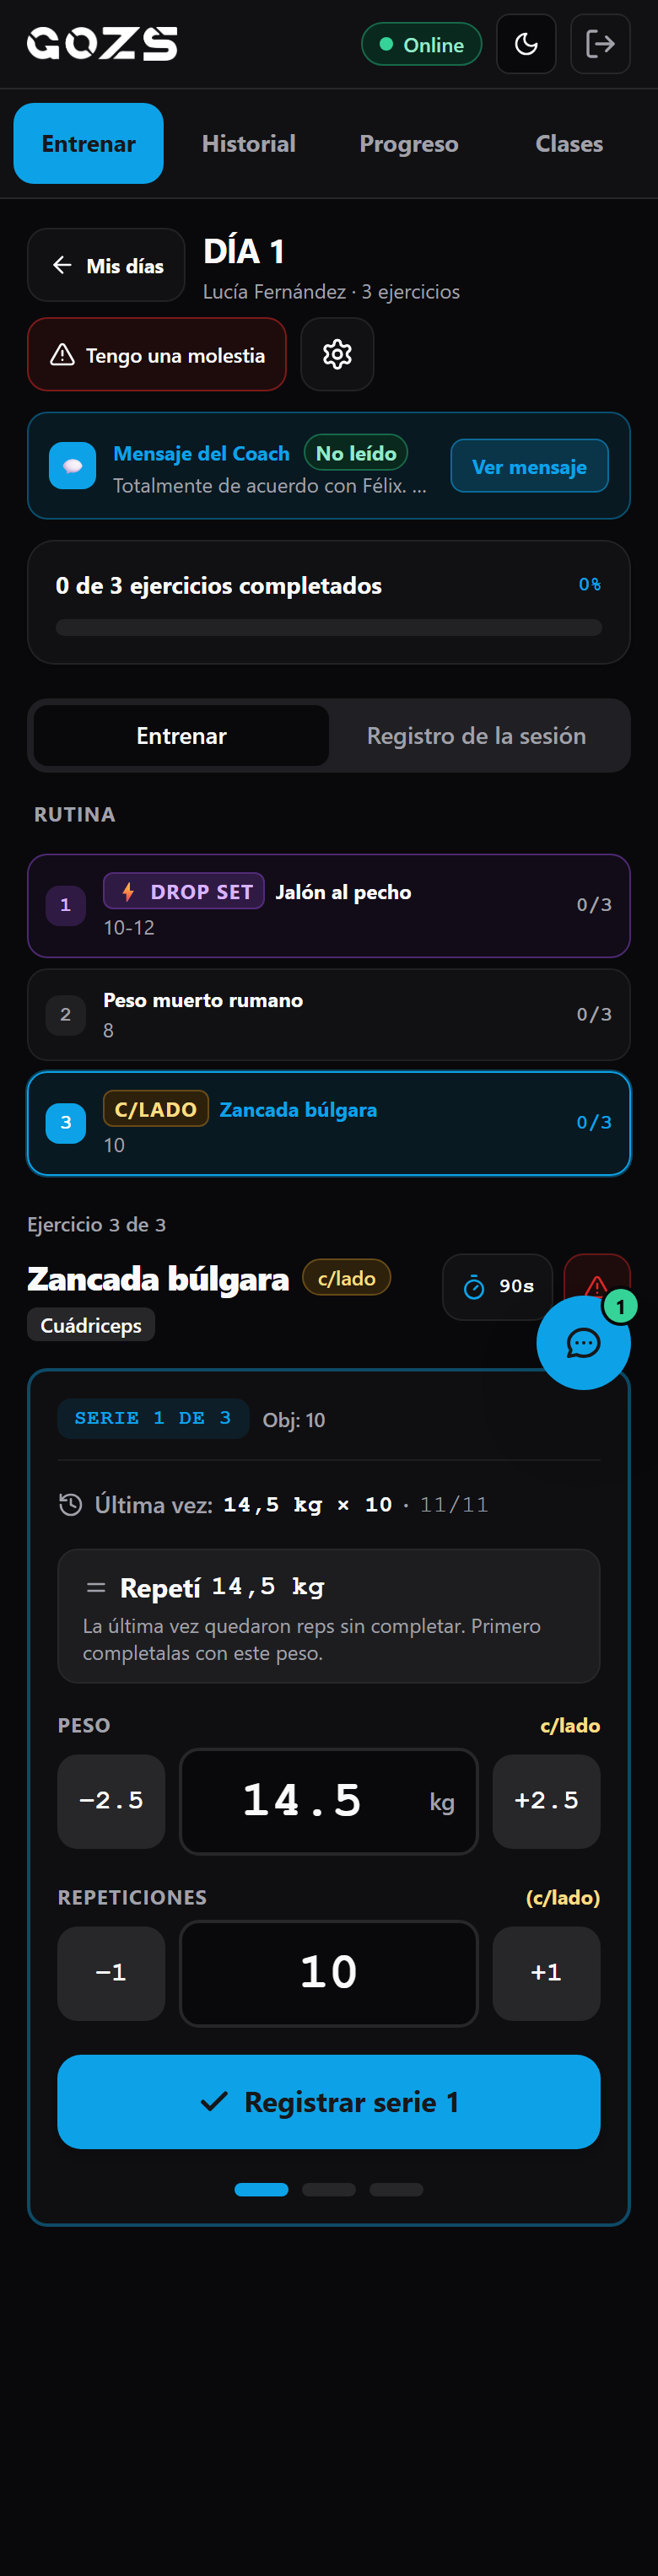 GOZS
Online
Entrenar
Historial
Progreso
Clases
Mis días
DÍA 1
Lucía Fernández · 3 ejercicios
Tengo una molestia
Mensaje del Coach
No leído
Totalmente de acuerdo con Félix. ...
Ver mensaje
0 de 3 ejercicios completados
0%
Entrenar
Registro de la sesión
RUTINA
1
DROP SET
Jalón al pecho
10-12
0/3
2
Peso muerto rumano
8
0/3
3
C/LADO
Zancada búlgara
10
0/3
Ejercicio 3 de 3
Zancada búlgara
c/lado
90s
1
Cuádriceps
SERIE 1 DE 3
Obj: 10
Última vez: 14,5 kg × 10 · 11/11
= Repetí 14,5 kg
La última vez quedaron reps sin completar. Primero
completalas con este peso.
PESO
c/lado
−2.5
14.5
kg
+2.5
REPETICIONES
(c/lado)
−1
10
+1
Registrar serie 1